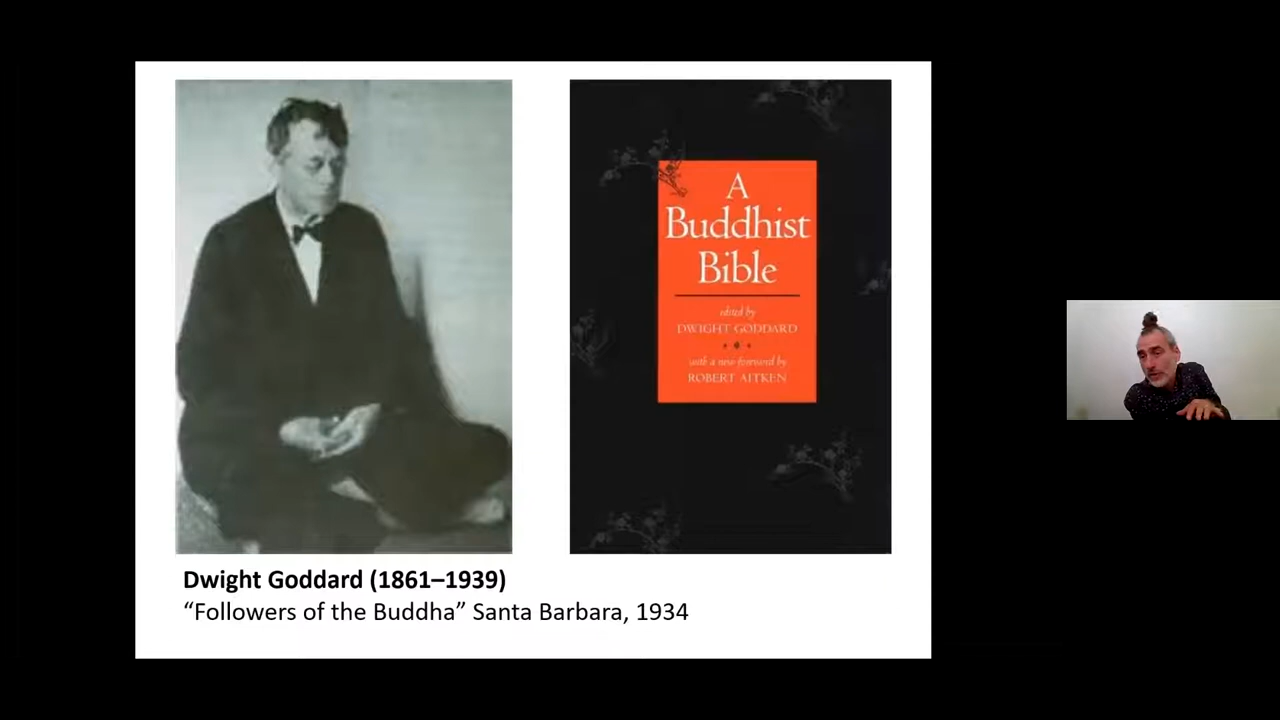 A
Buddhist
Bible
edited by
DWIGHT GODDARD
with a new foreword by
ROBERT AITKEN
Dwight Goddard (1861–1939)
“Followers of the Buddha” Santa Barbara, 1934